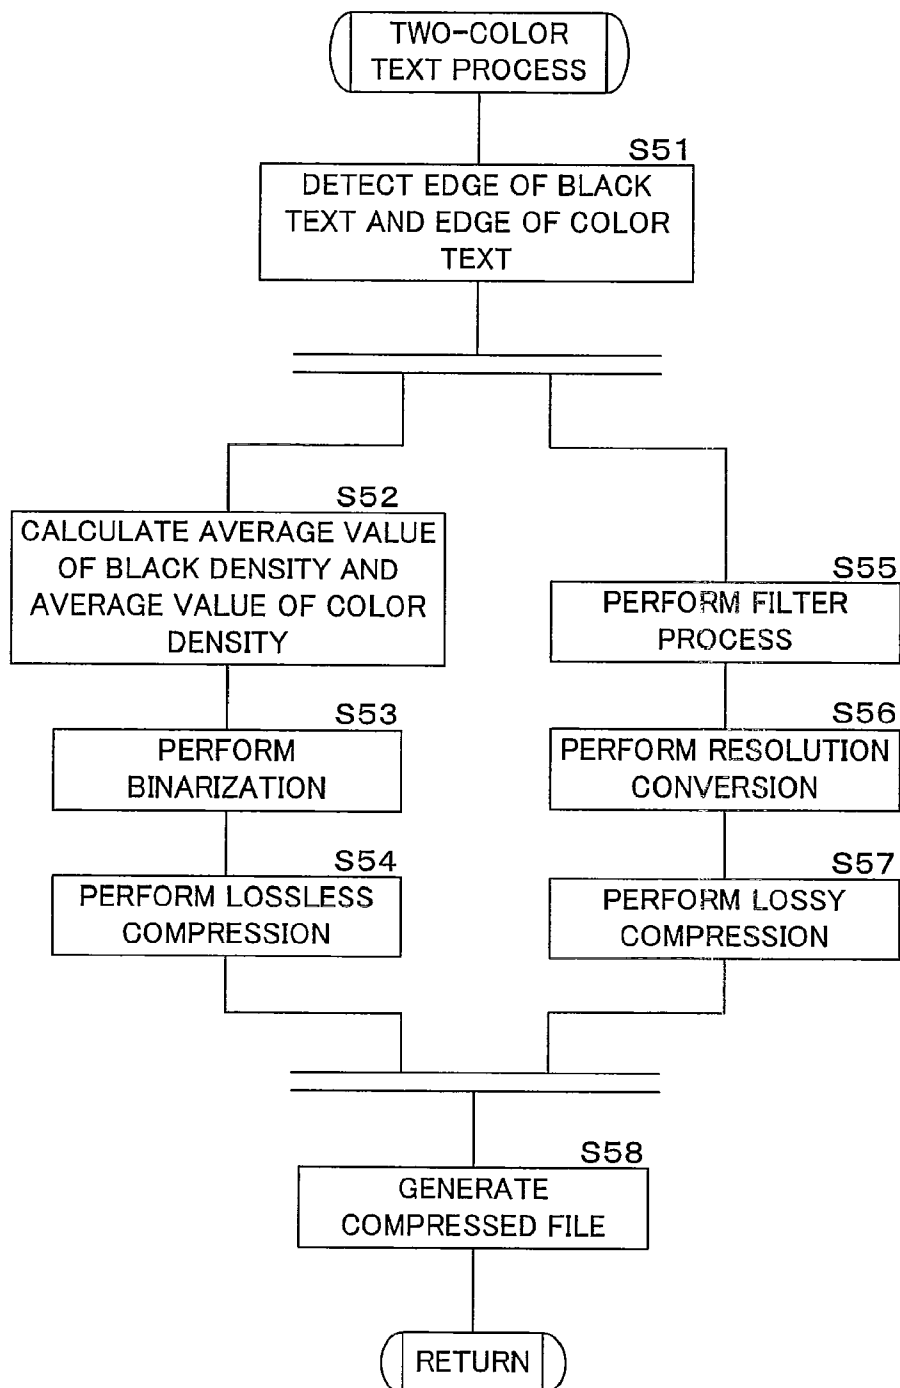 TWO-COLOR
TEXT PROCESS
S51
DETECT EDGE OF BLACK
TEXT AND EDGE OF COLOR
TEXT
S52
CALCULATE AVERAGE VALUE
OF BLACK DENSITY AND
AVERAGE VALUE OF COLOR
DENSITY
S53
PERFORM
BINARIZATION
S54
PERFORM LOSSLESS
COMPRESSION
S55
PERFORM FILTER
PROCESS
S56
PERFORM RESOLUTION
CONVERSION
S57
PERFORM LOSSY
COMPRESSION
S58
GENERATE
COMPRESSED FILE
RETURN